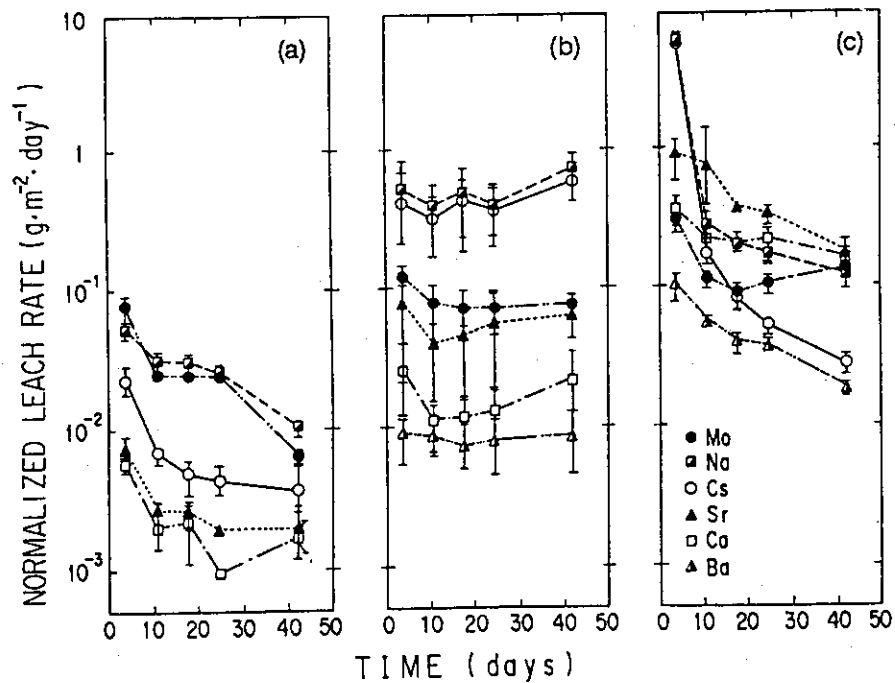 (a)
(b)
(c)
10
1
10⁻¹
10⁻²
10⁻³
NORMALIZED LEACH RATE (g·m⁻²·day⁻¹)
Mo
Na
Cs
Sr
Ca
Ba
0 10 20 30 40 50
0 10 20 30 40 50
0 10 20 30 40 50
TIME (days)